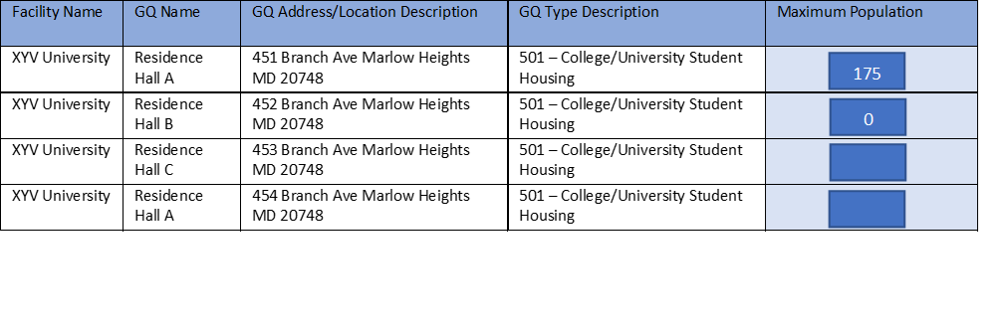 Facility Name GQ Name GQ Address/Location Description GQ Type Description Maximum Population
XYV University Residence 451 Branch Ave Marlow Heights 501 – College/University Student
Hall A MD 20748 Housing 175
XYV University Residence 452 Branch Ave Marlow Heights 501 – College/University Student
Hall B MD 20748 Housing 0
XYV University Residence 453 Branch Ave Marlow Heights 501 – College/University Student
Hall C MD 20748 Housing
XYV University Residence 454 Branch Ave Marlow Heights 501 – College/University Student
Hall A MD 20748 Housing